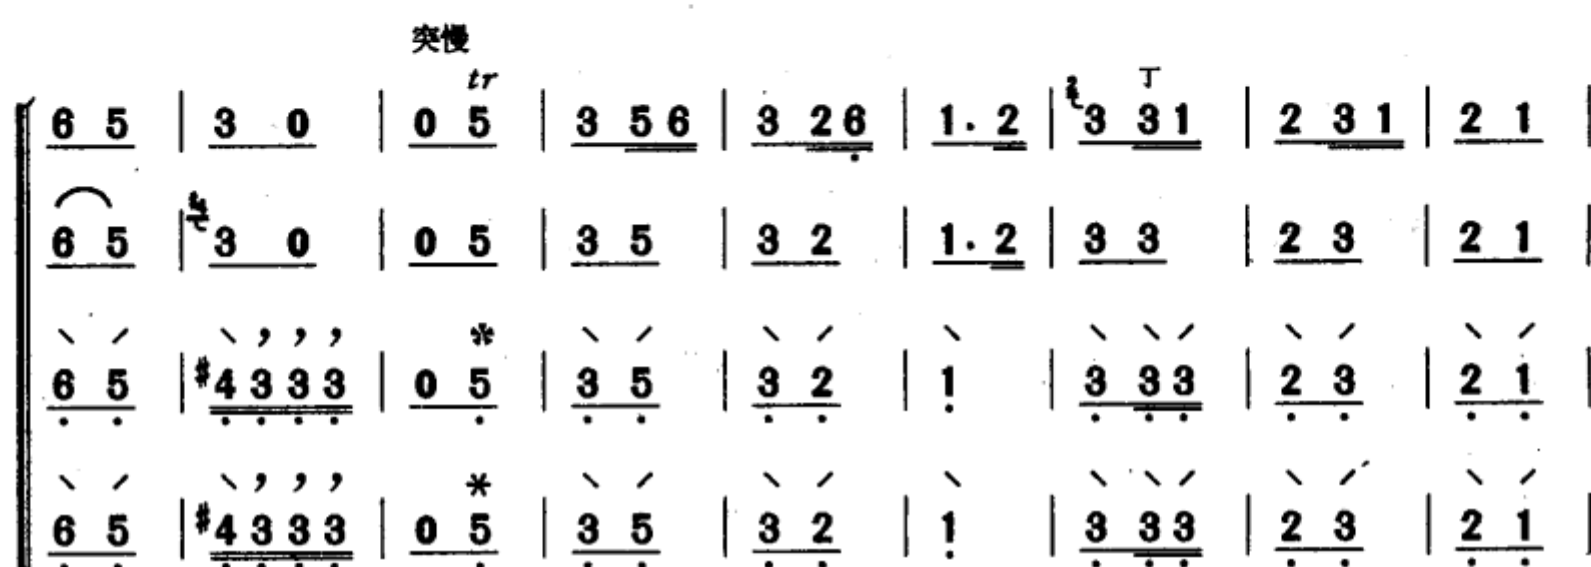 突慢
tr
6 5 | 3 0 | 0 5 | 3 5 6 | 3 2 6 | 1 · 2 | 3 3 1 | 2 3 1 | 2 1 |
丁
6 5 | 3 0 | 0 5 | 3 5 | 3 2 | 1 · 2 | 3 3 | 2 3 | 2 1 |
6 5 | #4 3 3 3 | 0 5 | 3 5 | 3 2 | 1 | 3 3 3 | 2 3 | 2 1 |
6 5 | #4 3 3 3 | 0 5 | 3 5 | 3 2 | 1 | 3 3 3 | 2 3 | 2 1 |